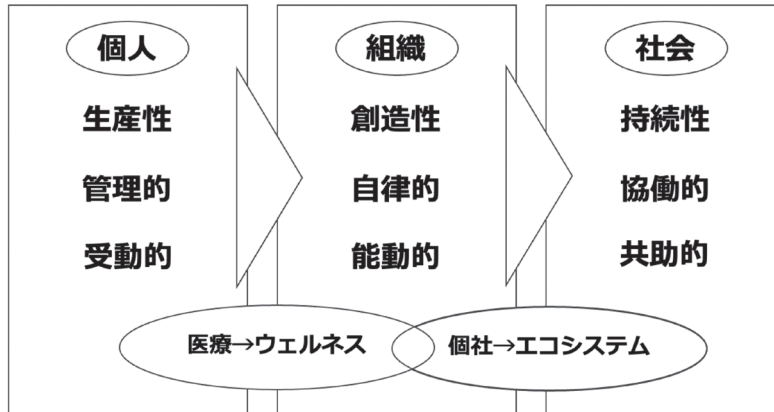 個人
生産性
管理的
受動的
組織
創造性
自律的
能動的
社会
持続性
協働的
共助的
医療→ウェルネス
個社→エコシステム